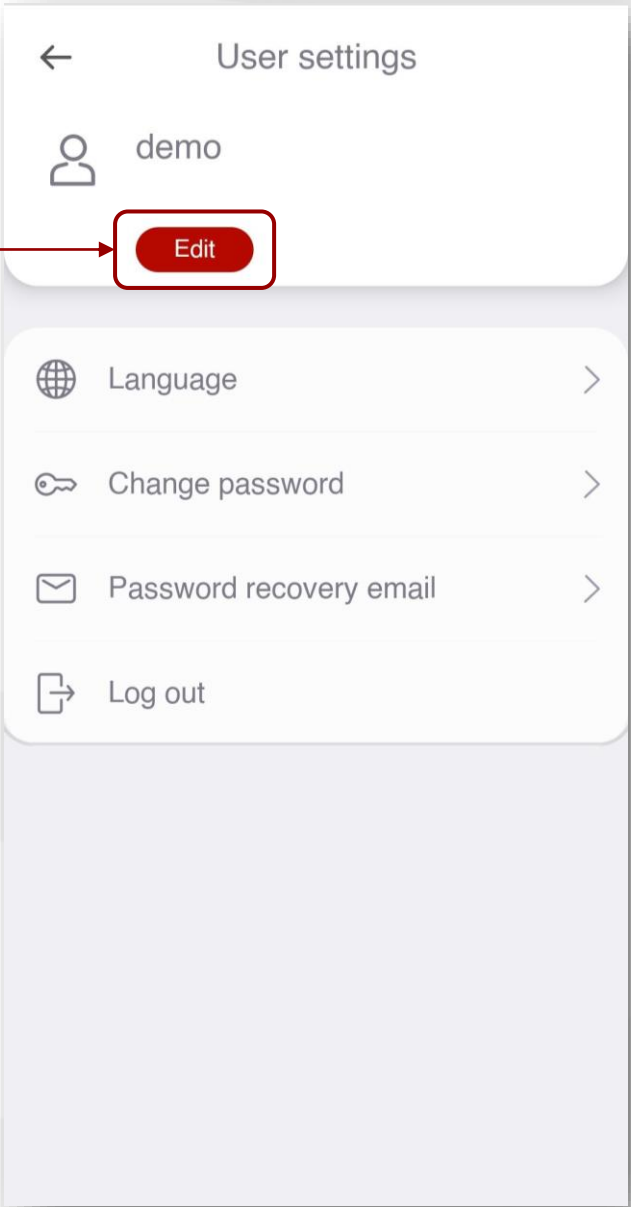 User settings
demo
Edit
Language
Change password
Password recovery email
Log out